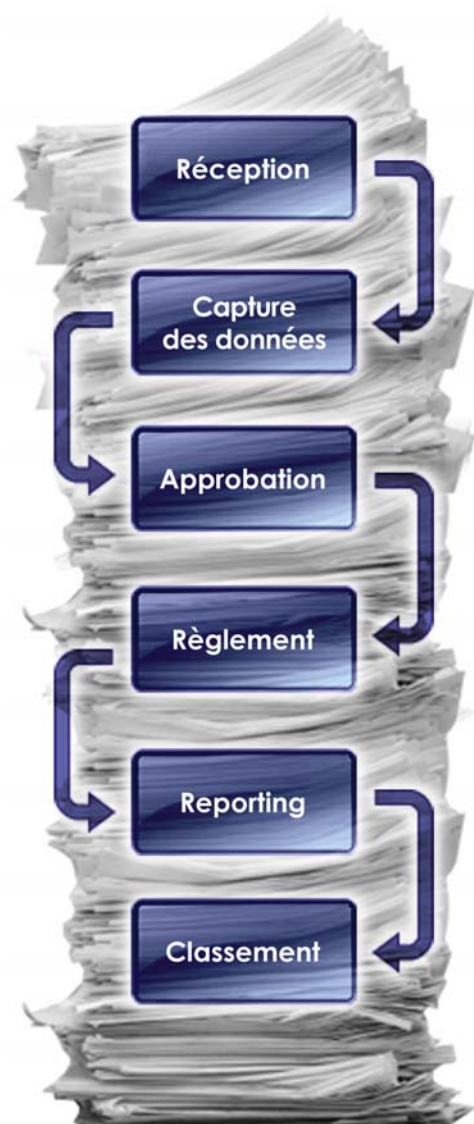 Réception
Capture
des données
Approbation
Règlement
Reporting
Classement